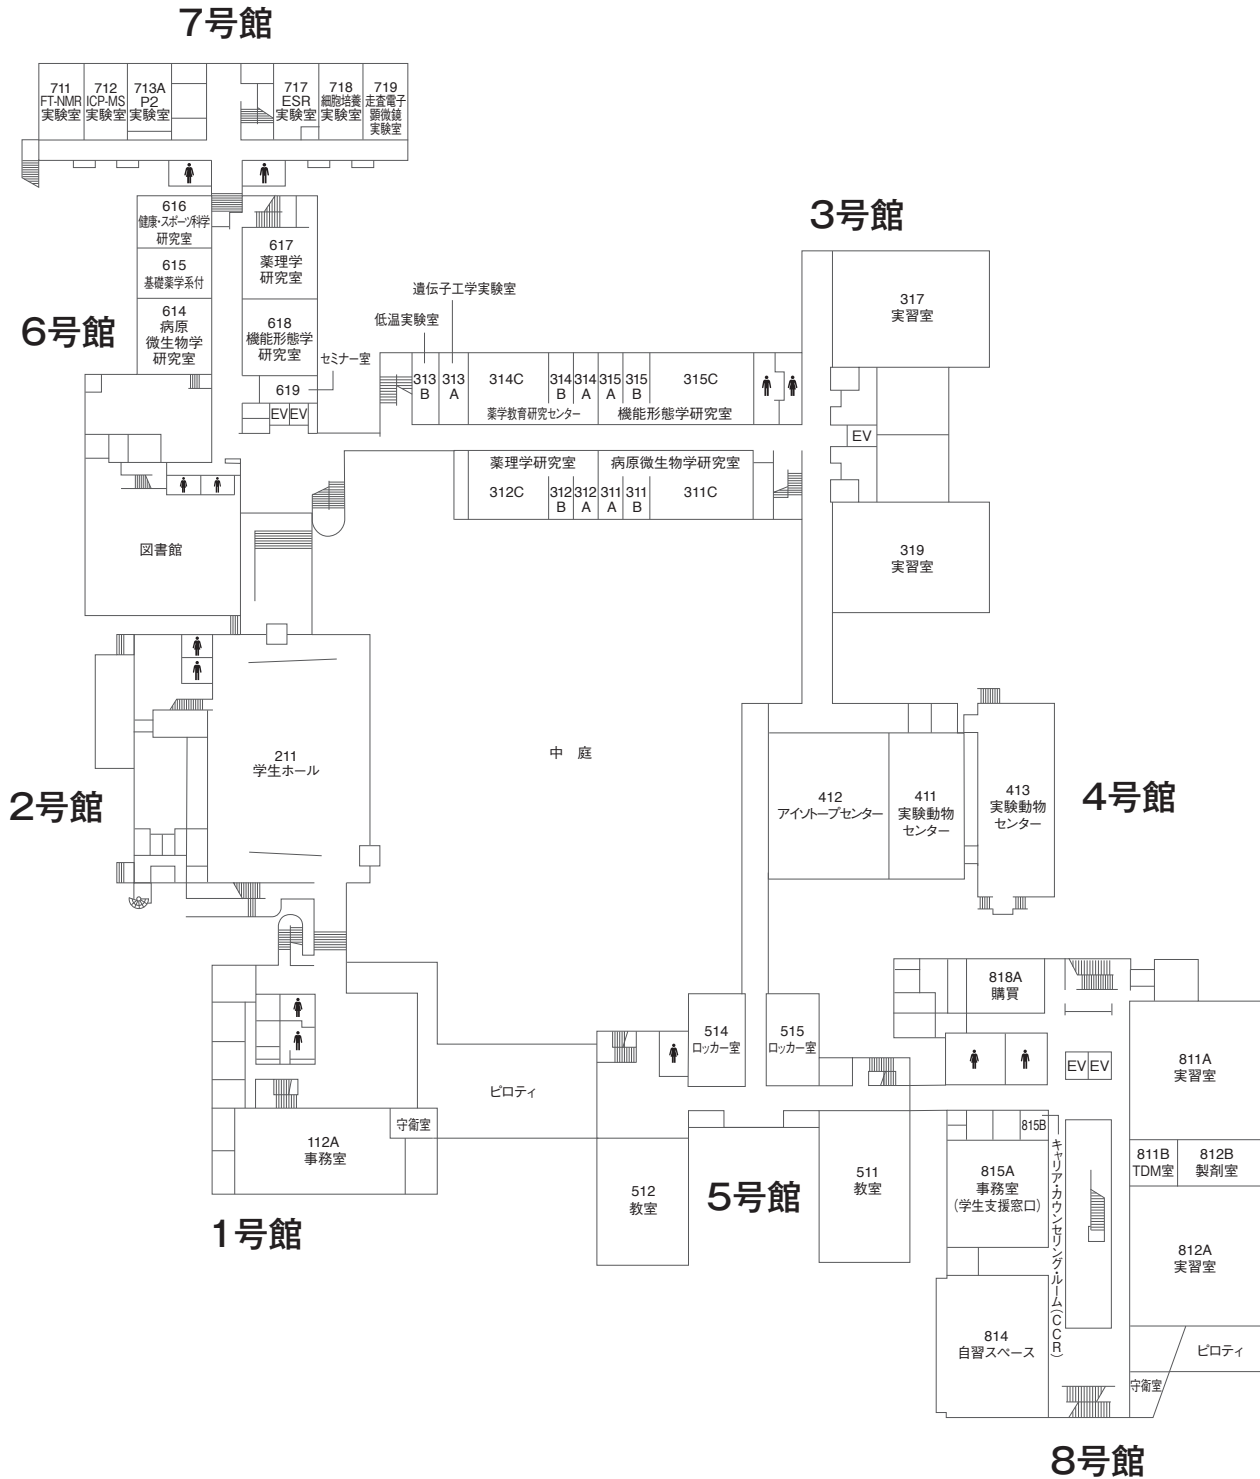 7号館
711
FT-NMR
実験室
712
ICP-MS
実験室
713A
P2
実験室
717
ESR
実験室
718
細胞培養
実験室
719
走査電子
顕微鏡
実験室
616
健康・スポーツ科学
研究室
615
基礎薬学系付
614
病原
微生物学
研究室
617
薬理学
研究室
618
機能形態学
研究室
セミナー室
619
EV EV
6号館
3号館
遺伝子工学実験室
低温実験室
313
B
313
A
314C
314
B
314
A
薬学教育研究センター
315
A
315
B
315C
機能形態学研究室
薬理学研究室
312C
312
B
312
A
病原微生物学研究室
311
A
311
B
311C
317
実習室
EV
319
実習室
図書館
211
学生ホール
2号館
中 庭
412
アイソトープセンター
411
実験動物
センター
413
実験動物
センター
4号館
818A
購買
514
ロッカー室
515
ロッカー室
EV EV
811A
実習室
ピロティ
守衛室
112A
事務室
1号館
512
教室
5号館
511
教室
815B
キャリア・カウンセリング・ルーム(CCR)
815A
事務室
(学生支援窓口)
811B
TDM室
812B
製剤室
812A
実習室
814
自習スペース
ピロティ
守衛室
8号館